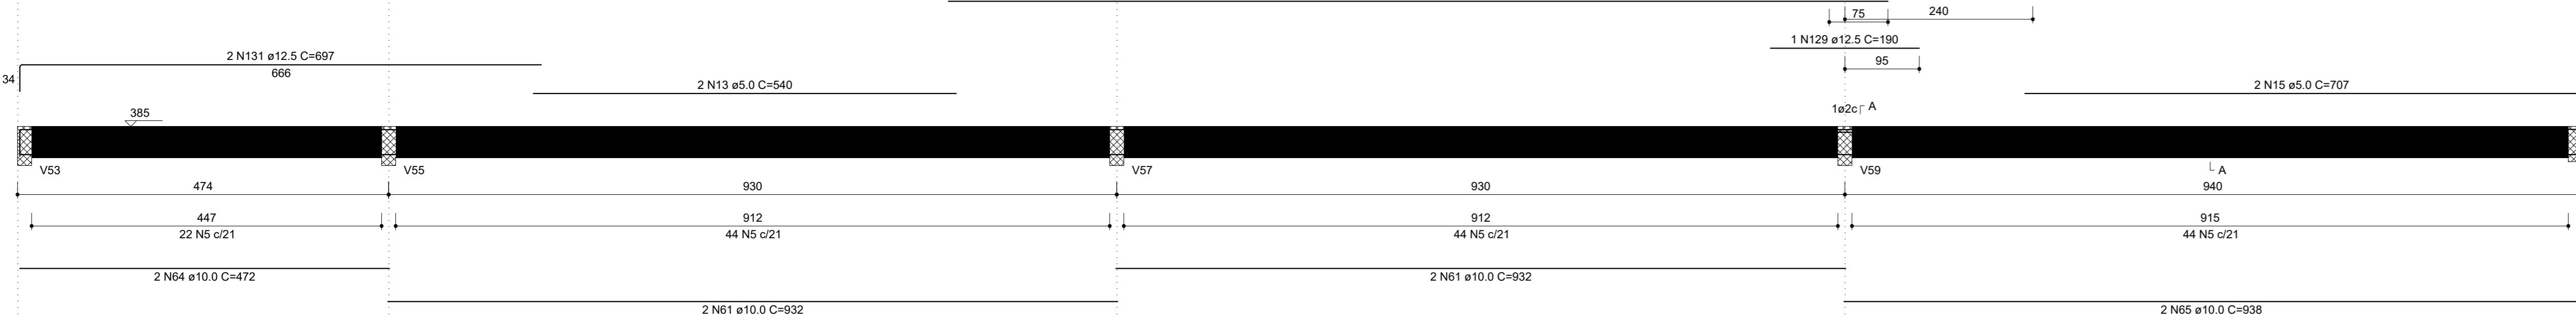 75
240
1 N129 ø12.5 C=190
2 N131 ø12.5 C=697
95
666
34
2 N13 ø5.0 C=540
2 N15 ø5.0 C=707
385
1ø2c
A
V53
V55
V57
V59
A
474
930
930
940
447
912
912
915
22 N5 c/21
44 N5 c/21
44 N5 c/21
44 N5 c/21
2 N64 ø10.0 C=472
2 N61 ø10.0 C=932
2 N61 ø10.0 C=932
2 N65 ø10.0 C=938